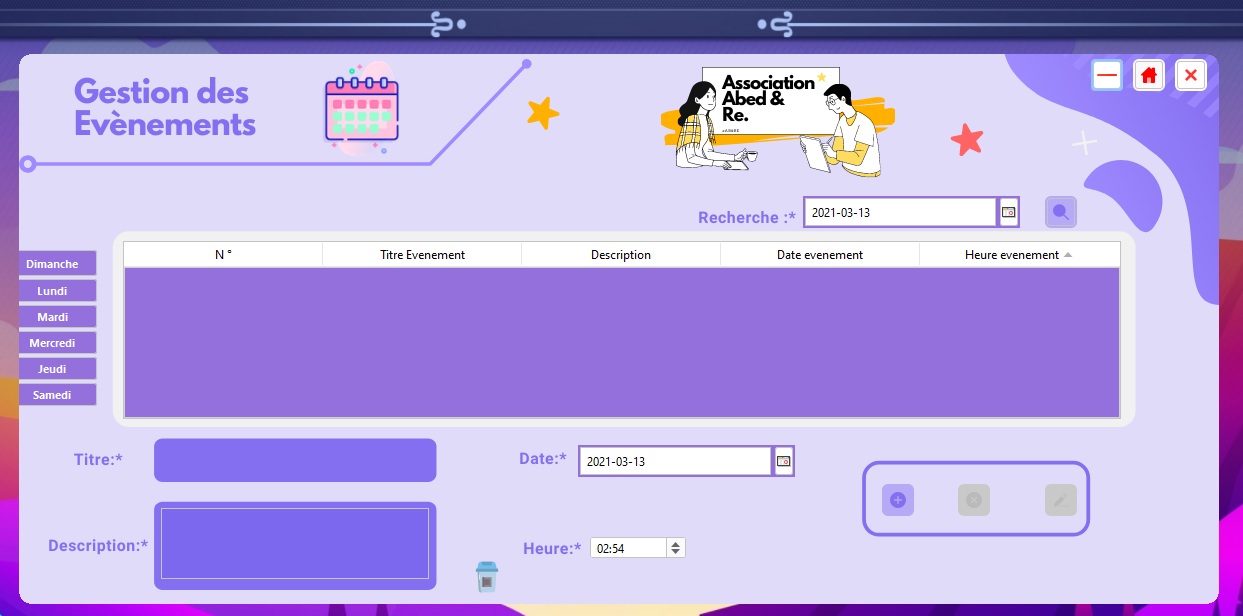 Gestion des
Evènements
Association
Abed &
Re.
Recherche :*
2021-03-13
N °
Titre Evenement
Description
Date evenement
Heure evenement
Dimanche
Lundi
Mardi
Mercredi
Jeudi
Samedi
Titre:*
Date:*
2021-03-13
Description:*
Heure:*
02:54